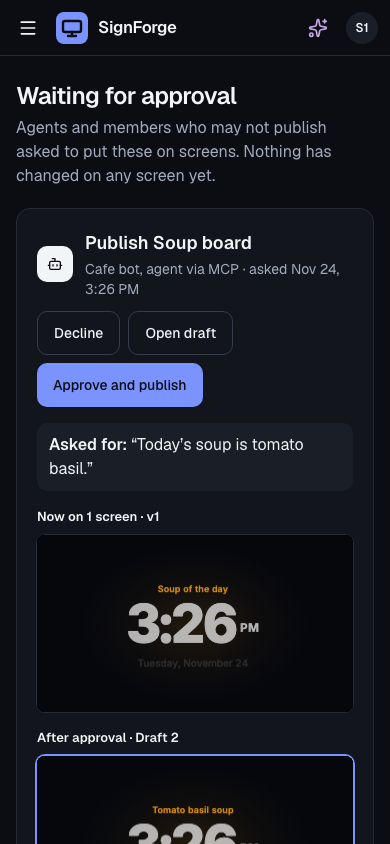 SignForge
S1
Waiting for approval
Agents and members who may not publish
asked to put these on screens. Nothing has
changed on any screen yet.
Publish Soup board
Cafe bot, agent via MCP · asked Nov 24,
3:26 PM
Decline
Open draft
Approve and publish
Asked for: “Today’s soup is tomato
basil.”
Now on 1 screen · v1
Soup of the day
3:26 PM
Tuesday, November 24
After approval · Draft 2
Tomato basil soup
3:26 PM